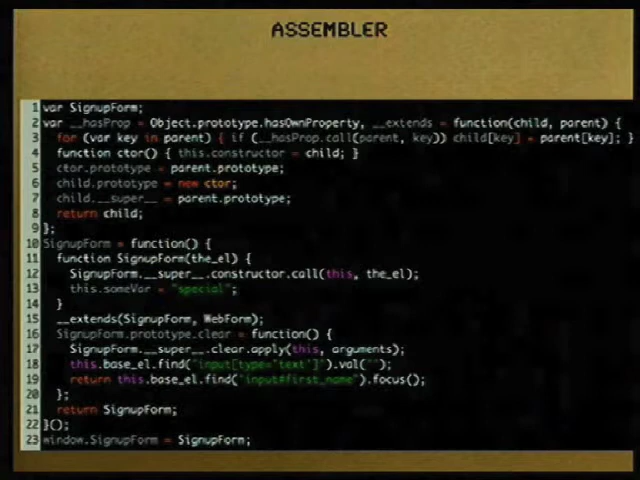 ASSEMBLER
1 var SignupForm;
2 var __hasProp = Object.prototype.hasOwnProperty, __extends = function(child, parent) {
3 for (var key in parent) { if (__hasProp.call(parent, key)) child[key] = parent[key]; }
4 function ctor() { this.constructor = child; }
5 ctor.prototype = parent.prototype;
6 child.prototype = new ctor;
7 child.__super__ = parent.prototype;
8 return child;
9 };
10 SignupForm = function() {
11 function SignupForm(the_el) {
12 SignupForm.__super__.constructor.call(this, the_el);
13 this.someVar = "special";
14 }
15 __extends(SignupForm, WebForm);
16 SignupForm.prototype.clear = function() {
17 SignupForm.__super__.clear.apply(this, arguments);
18 this.base_el.find("input[type='text']").val("");
19 return this.base_el.find("input#first_name").focus();
20 };
21 return SignupForm;
22 }();
23 window.SignupForm = SignupForm;